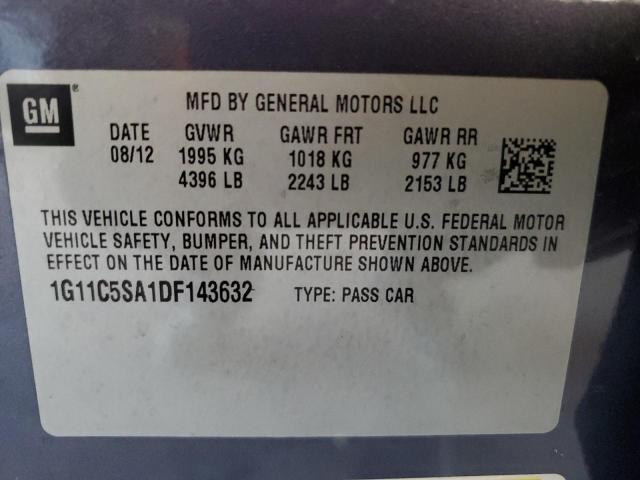 GM
MFD BY GENERAL MOTORS LLC
DATE GVWR GAWR FRT GAWR RR
08/12 1995 KG 1018 KG 977 KG
4396 LB 2243 LB 2153 LB
THIS VEHICLE CONFORMS TO ALL APPLICABLE U.S. FEDERAL MOTOR
VEHICLE SAFETY, BUMPER, AND THEFT PREVENTION STANDARDS IN
EFFECT ON THE DATE OF MANUFACTURE SHOWN ABOVE.
1G11C5SA1DF143632 TYPE: PASS CAR